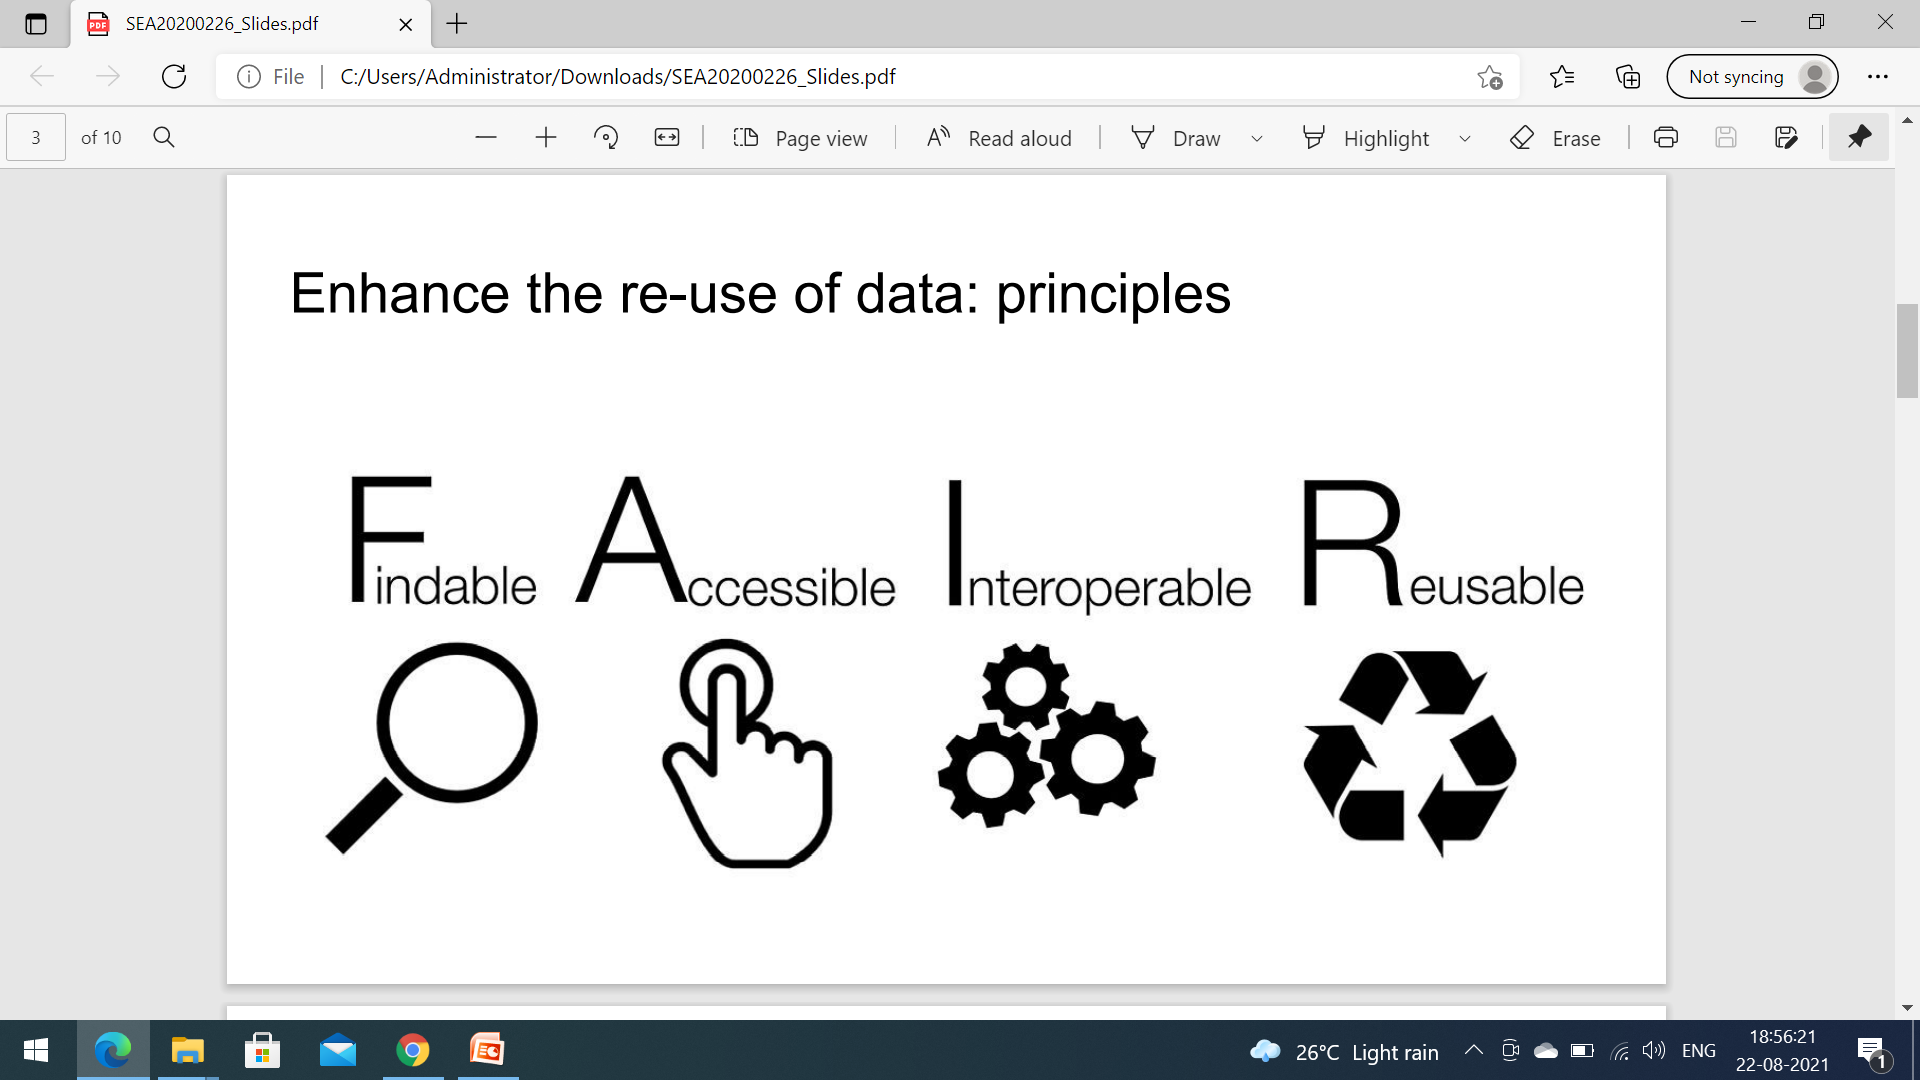 SEA20200226_Slides.pdf
File | C:/Users/Administrator/Downloads/SEA20200226_Slides.pdf
Not syncing
3 of 10
Page view
Read aloud
Draw
Highlight
Erase
Enhance the re-use of data: principles
Findable Accessible Interoperable Reusable
26°C Light rain
ENG
18:56:21
22-08-2021
1